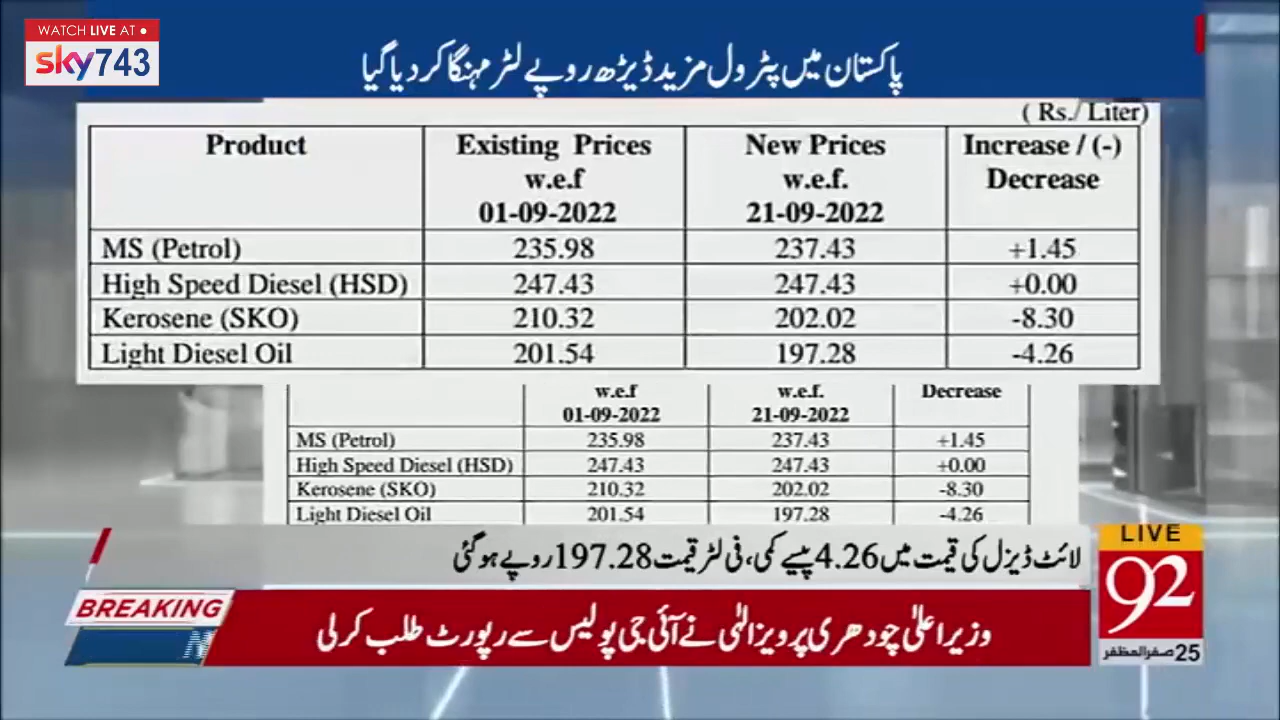 WATCH LIVE AT
sky743
پاکستان میں پٹرول مزید ڈیڑھ روپے لٹر مہنگا کر دیا گیا
( Rs./ Liter)
Product Existing Prices w.e.f 01-09-2022 New Prices w.e.f. 21-09-2022 Increase / (-) Decrease
MS (Petrol) 235.98 237.43 +1.45
High Speed Diesel (HSD) 247.43 247.43 +0.00
Kerosene (SKO) 210.32 202.02 -8.30
Light Diesel Oil 201.54 197.28 -4.26
w.e.f w.e.f. Decrease
01-09-2022 21-09-2022
MS (Petrol) 235.98 237.43 +1.45
High Speed Diesel (HSD) 247.43 247.43 +0.00
Kerosene (SKO) 210.32 202.02 -8.30
Light Diesel Oil 201.54 197.28 -4.26
لائٹ ڈیزل کی قیمت میں 4.26 پیسے کمی، فی لٹر قیمت 197.28 روپے ہو گئی
LIVE
92
BREAKING
وزیراعلیٰ چودھری پرویز الٰہی نے آئی جی پولیس سے رپورٹ طلب کر لی
25 صفر المظفر